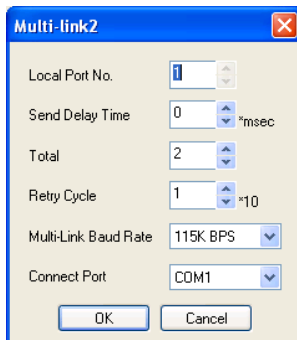 Multi-link2
Local Port No. 1
Send Delay Time 0 *msec
Total 2
Retry Cycle 1 *10
Multi-Link Baud Rate 115K BPS
Connect Port COM1
OK Cancel